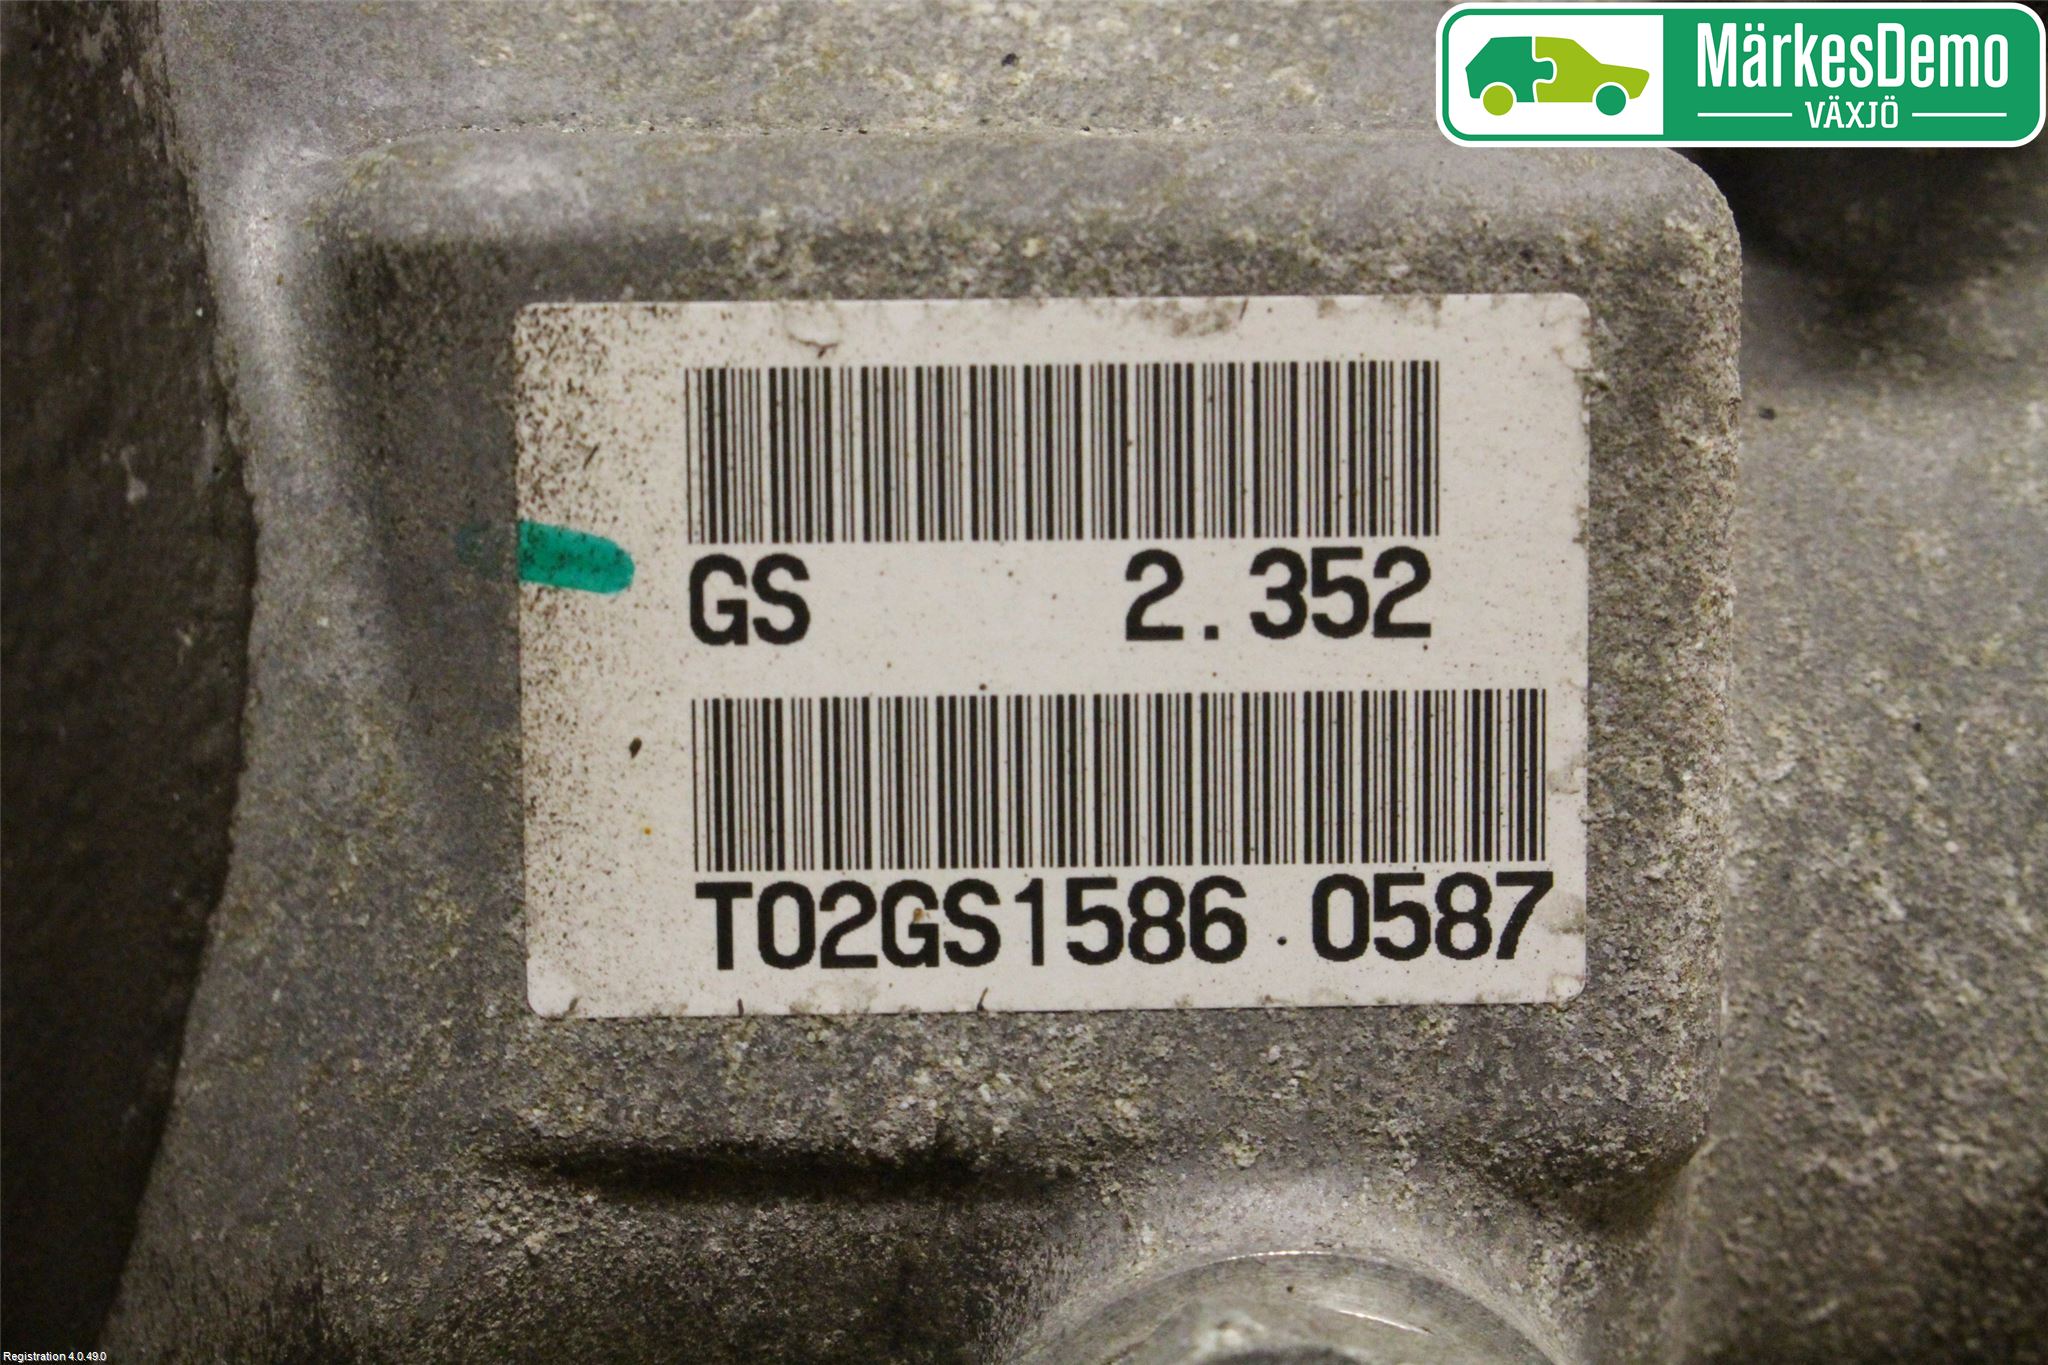 MärkesDemo
VÄXJÖ
GS 2.352
T02GS1586 0587
Registration 4.0.49.0